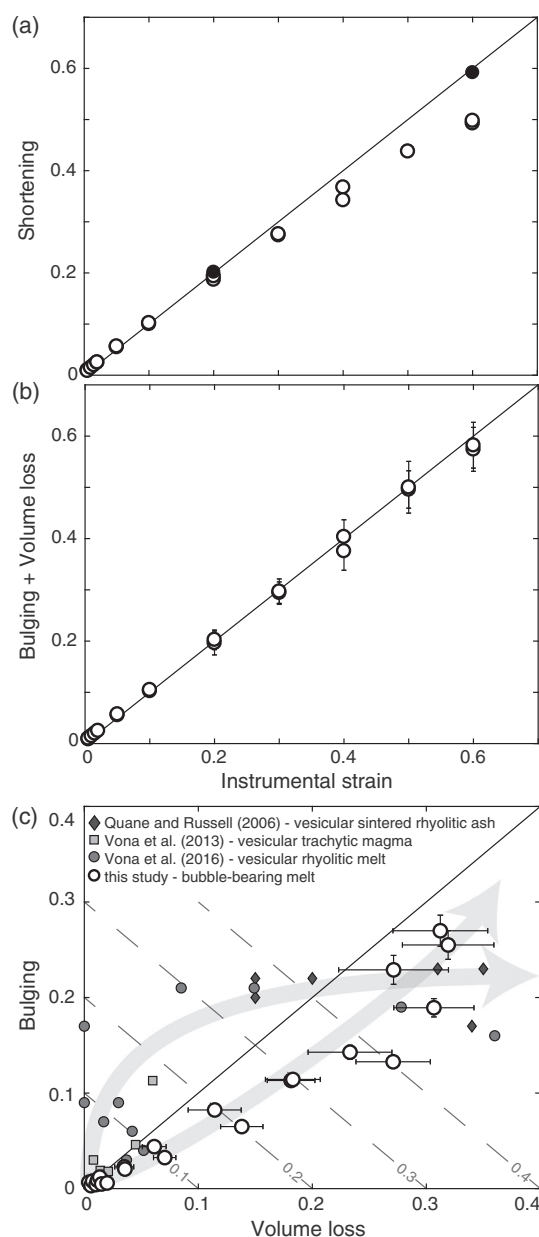 (a)
0.6
0.4
0.2
0
Shortening
(b)
0.6
0.4
0.2
0
Bulging + Volume loss
0
0.2
0.4
0.6
Instrumental strain
(c)
0.4
0.3
0.2
0.1
0
Bulging
Quane and Russell (2006) - vesicular sintered rhyolitic ash
Vona et al. (2013) - vesicular trachytic magma
Vona et al. (2016) - vesicular rhyolitic melt
this study - bubble-bearing melt
0.1
0.2
0.3
0.4
0
0.1
0.2
0.3
0.4
Volume loss